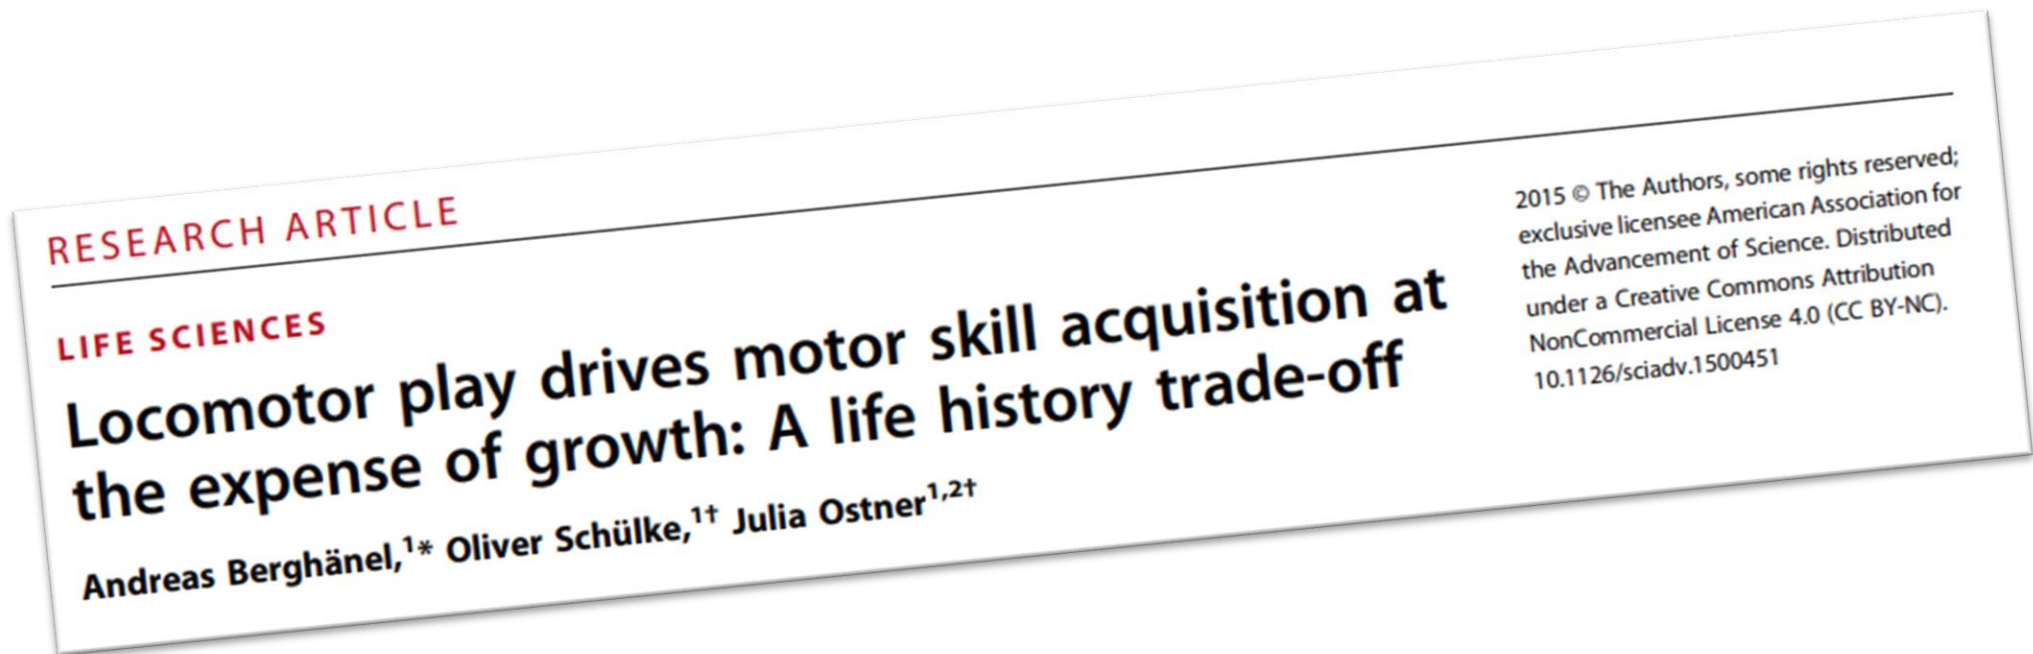 RESEARCH ARTICLE
LIFE SCIENCES
Locomotor play drives motor skill acquisition at
the expense of growth: A life history trade-off
Andreas Berghänel,¹* Oliver Schülke,¹† Julia Ostner¹,²†
2015 © The Authors, some rights reserved;
exclusive licensee American Association for
the Advancement of Science. Distributed
under a Creative Commons Attribution
NonCommercial License 4.0 (CC BY-NC).
10.1126/sciadv.1500451